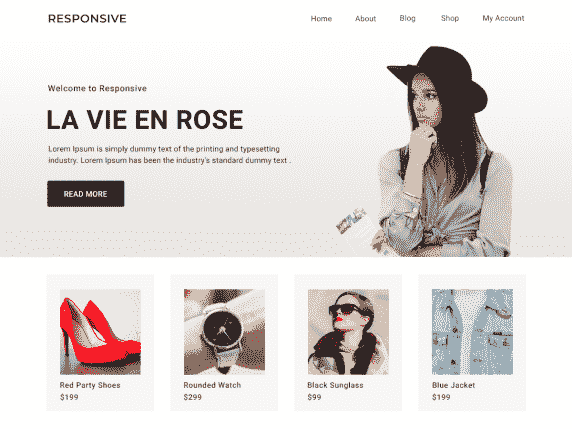 RESPONSIVE
Home About Blog Shop My Account
Welcome to Responsive
LA VIE EN ROSE
Lorem Ipsum is simply dummy text of the printing and typesetting
industry. Lorem Ipsum has been the industry's standard dummy text .
READ MORE
Red Party Shoes
$199
Rounded Watch
$299
Black Sunglass
$99
Blue Jacket
$199